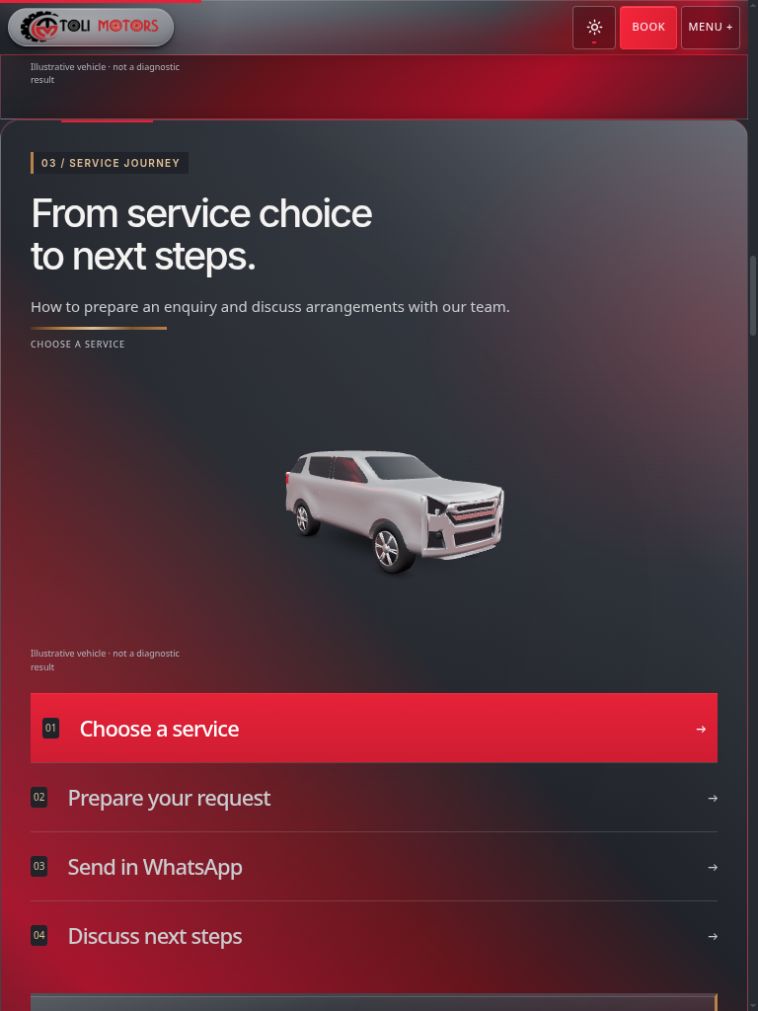 TOLI MOTORS
BOOK
MENU +
Illustrative vehicle · not a diagnostic
result
03 / SERVICE JOURNEY
From service choice
to next steps.
How to prepare an enquiry and discuss arrangements with our team.
CHOOSE A SERVICE
Illustrative vehicle · not a diagnostic
result
01 Choose a service →
02 Prepare your request →
03 Send in WhatsApp →
04 Discuss next steps →